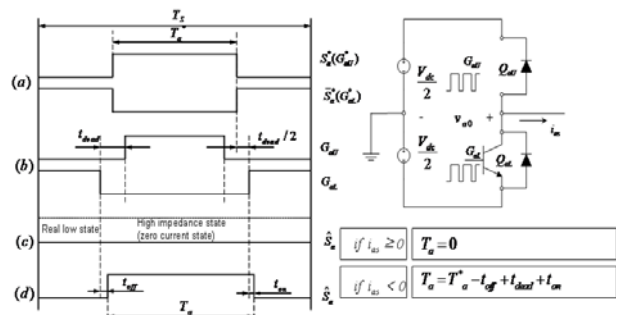 T_s
T_a^*
(a)
S_a^*(G_aU^*)
S̄_a^*(G_aL^*)
t_dead
t_dead/2
(b)
G_aU
G_aL
Real low state
High impedance state
(zero current state)
(c)
Ŝ_a
if i_as ≥ 0
T_a = 0
(d)
t_off
t_on
T_a
Ŝ_a
if i_as < 0
T_a = T_a^* − t_off + t_dead + t_on
V_dc
2
G_aU
Q_aU
- v_a0 +
i_as
V_dc
2
G_aL
Q_aL